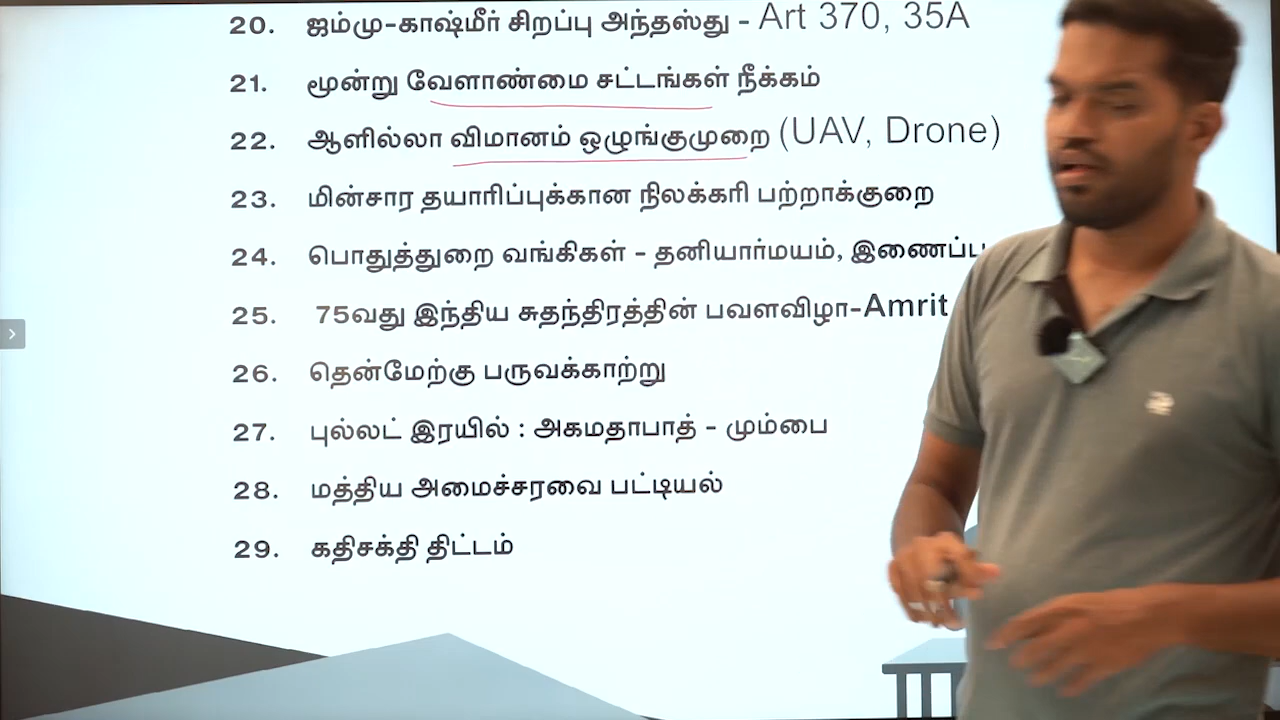 20. ஜம்மு-காஷ்மீர் சிறப்பு அந்தஸ்து - Art 370, 35A
21. மூன்று வேளாண்மை சட்டங்கள் நீக்கம்
22. ஆளில்லா விமானம் ஒழுங்குமுறை (UAV, Drone)
23. மின்சார தயாரிப்புக்கான நிலக்கரி பற்றாக்குறை
24. பொதுத்துறை வங்கிகள் - தனியார்மயம்,
25. 75வது இந்திய சுதந்திரத்தின் பவளவிழா-Amrit
26. தென்மேற்கு பருவக்காற்று
27. புல்லட் இரயில் : அகமதாபாத் - மும்பை
28. மத்திய அமைச்சரவை பட்டியல்
29. கதிசக்தி திட்டம்